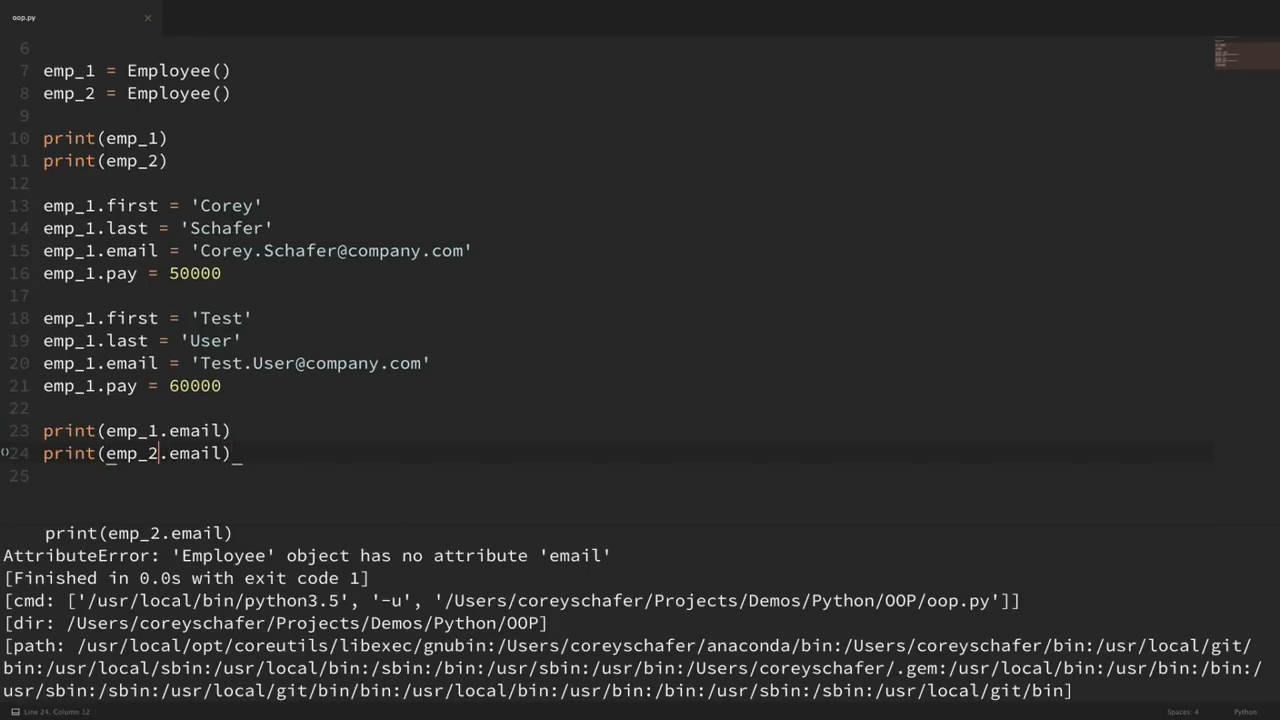 oop.py
6
7 emp_1 = Employee()
8 emp_2 = Employee()
9
10 print(emp_1)
11 print(emp_2)
12
13 emp_1.first = 'Corey'
14 emp_1.last = 'Schafer'
15 emp_1.email = 'Corey.Schafer@company.com'
16 emp_1.pay = 50000
17
18 emp_1.first = 'Test'
19 emp_1.last = 'User'
20 emp_1.email = 'Test.User@company.com'
21 emp_1.pay = 60000
22
23 print(emp_1.email)
24 print(emp_2.email)
25
print(emp_2.email)
AttributeError: 'Employee' object has no attribute 'email'
[Finished in 0.0s with exit code 1]
[cmd: ['/usr/local/bin/python3.5', '-u', '/Users/coreyschafer/Projects/Demos/Python/OOP/oop.py']]
[dir: /Users/coreyschafer/Projects/Demos/Python/OOP]
[path: /usr/local/opt/coreutils/libexec/gnubin:/Users/coreyschafer/anaconda/bin:/Users/coreyschafer/bin:/usr/local/git/
bin:/usr/local/sbin:/usr/local/bin:/sbin:/bin:/usr/sbin:/usr/bin:/Users/coreyschafer/.gem:/usr/local/bin:/usr/bin:/bin:/
usr/sbin:/sbin:/usr/local/git/bin/bin:/usr/local/bin:/usr/bin:/bin:/usr/sbin:/sbin:/usr/local/git/bin]
Line 24, Column 12
Spaces: 4
Python